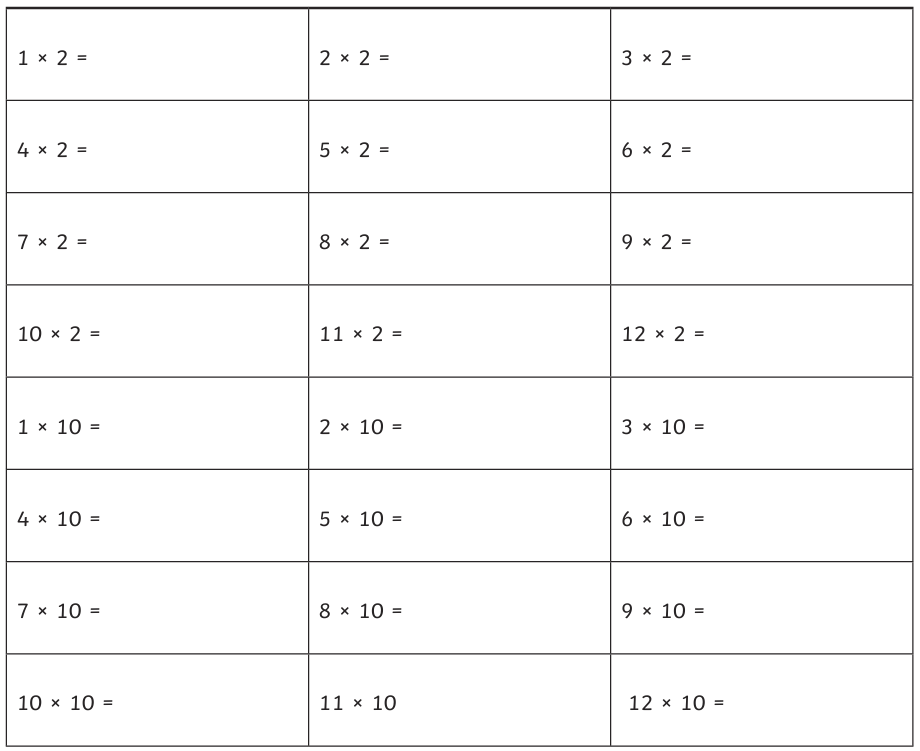 1 × 2 =
2 × 2 =
3 × 2 =
4 × 2 =
5 × 2 =
6 × 2 =
7 × 2 =
8 × 2 =
9 × 2 =
10 × 2 =
11 × 2 =
12 × 2 =
1 × 10 =
2 × 10 =
3 × 10 =
4 × 10 =
5 × 10 =
6 × 10 =
7 × 10 =
8 × 10 =
9 × 10 =
10 × 10 =
11 × 10
12 × 10 =